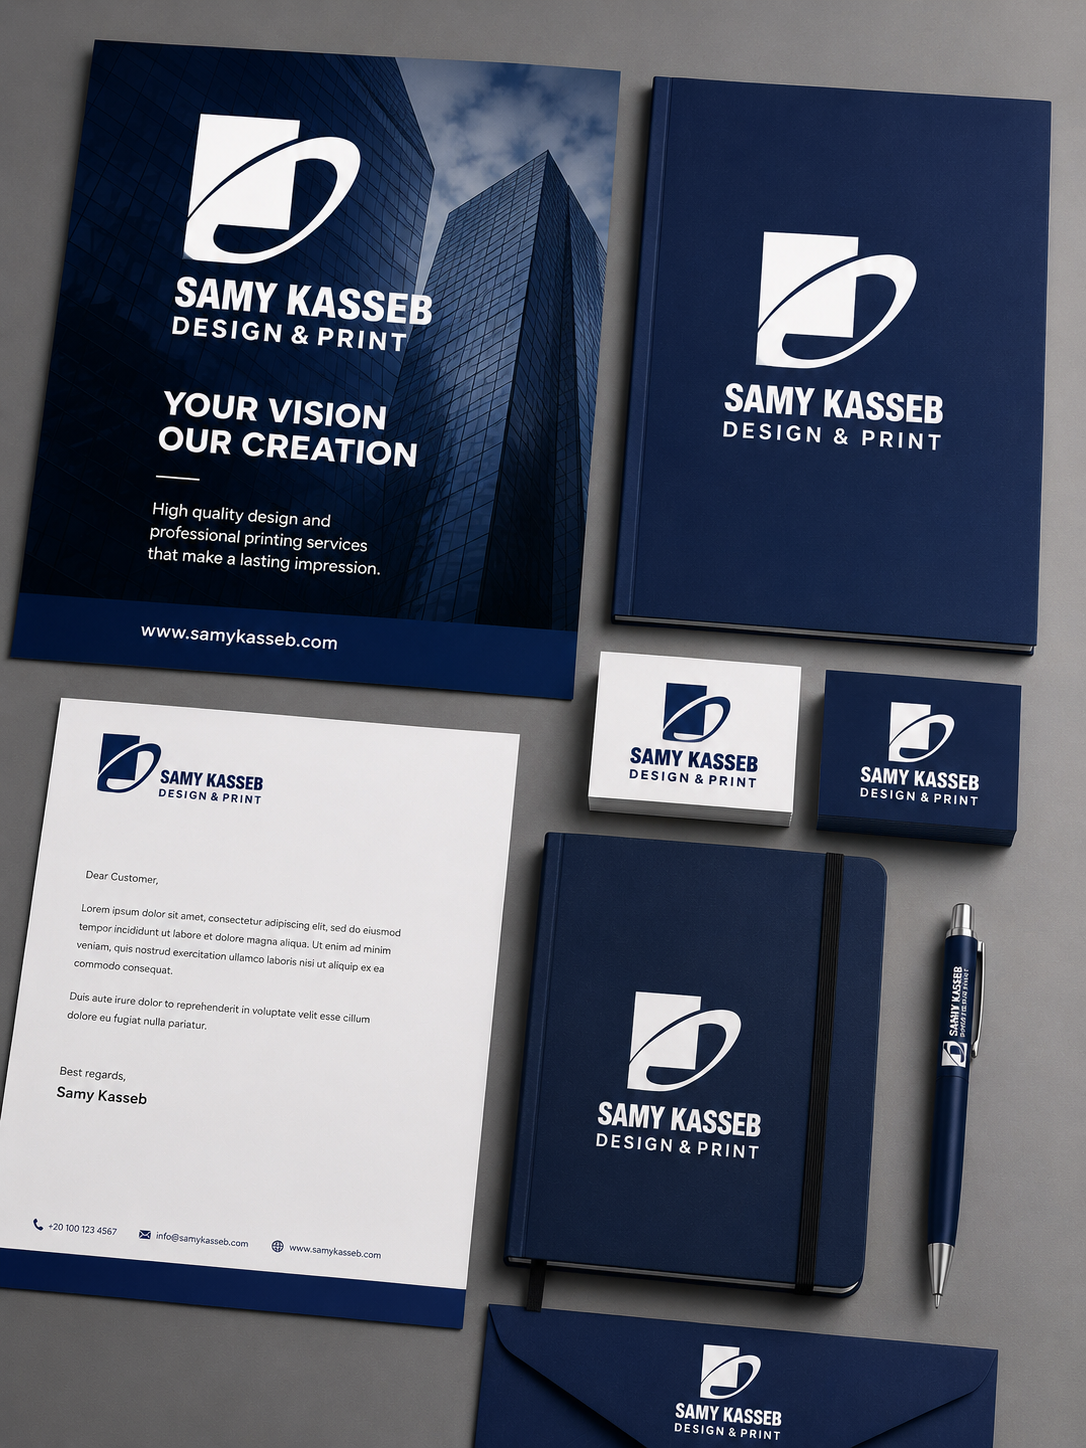 SAMY KASSEB
DESIGN & PRINT
YOUR VISION
OUR CREATION
High quality design and
professional printing services
that make a lasting impression.
www.samykasseb.com
SAMY KASSEB
DESIGN & PRINT
SAMY KASSEB
DESIGN & PRINT
SAMY KASSEB
DESIGN & PRINT
SAMY KASSEB
DESIGN & PRINT
Dear Customer,
Lorem ipsum dolor sit amet, consectetur adipiscing elit, sed do eiusmod
tempor incididunt ut labore et dolore magna aliqua. Ut enim ad minim
veniam, quis nostrud exercitation ullamco laboris nisi ut aliquip ex ea
commodo consequat.
Duis aute irure dolor to reprehenderit in voluptate velit esse cillum
dolore eu fugiat nulla pariatur.
Best regards,
Samy Kasseb
+20 100 123 4567
info@samykasseb.com
www.samykasseb.com
SAMY KASSEB
DESIGN & PRINT
SAMY KASSEB
SAMY KASSEB
DESIGN & PRINT